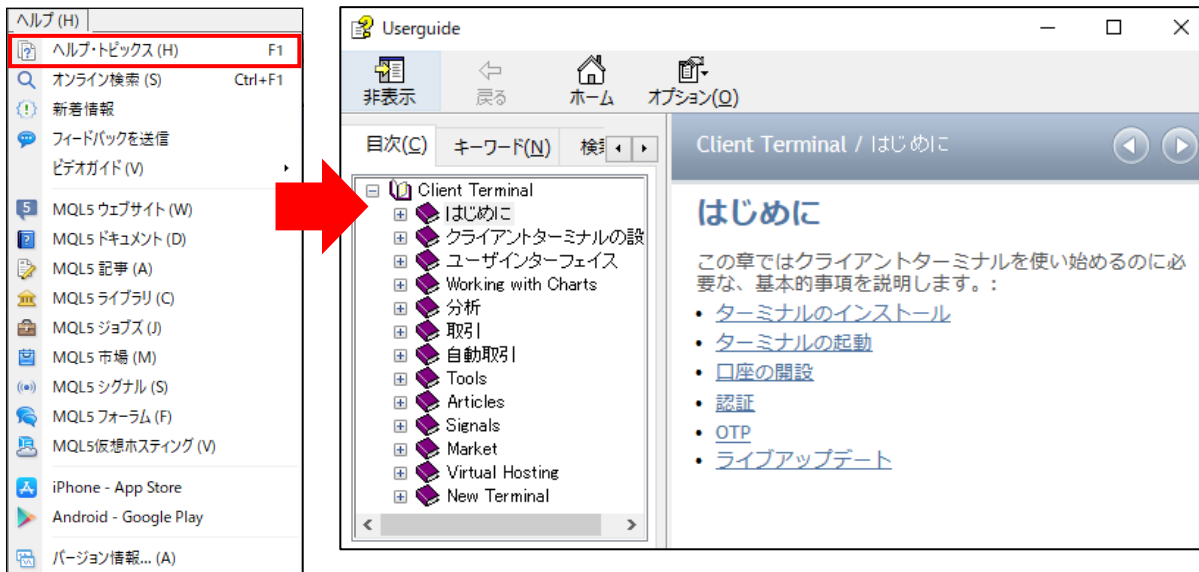 ヘルプ (H)
ヘルプ・トピックス (H) F1
オンライン検索 (S) Ctrl+F1
新着情報
フィードバックを送信
ビデオガイド (V)
MQL5 ウェブサイト (W)
MQL5 ドキュメント (D)
MQL5 記事 (A)
MQL5 ライブラリ (C)
MQL5 ジョブズ (J)
MQL5 市場 (M)
MQL5 シグナル (S)
MQL5 フォーラム (F)
MQL5仮想ホスティング (V)
iPhone - App Store
Android - Google Play
バージョン情報... (A)
Userguide
非表示 戻る ホーム オプション(O)
目次(C) キーワード(N) 検
Client Terminal
はじめに
クライアントターミナルの設
ユーザインターフェイス
Working with Charts
分析
取引
自動取引
Tools
Articles
Signals
Market
Virtual Hosting
New Terminal
Client Terminal / はじめに
はじめに
この章ではクライアントターミナルを使い始めるのに必
要な、基本的事項を説明します。:
• ターミナルのインストール
• ターミナルの起動
• 口座の開設
• 認証
• OTP
• ライブアップデート